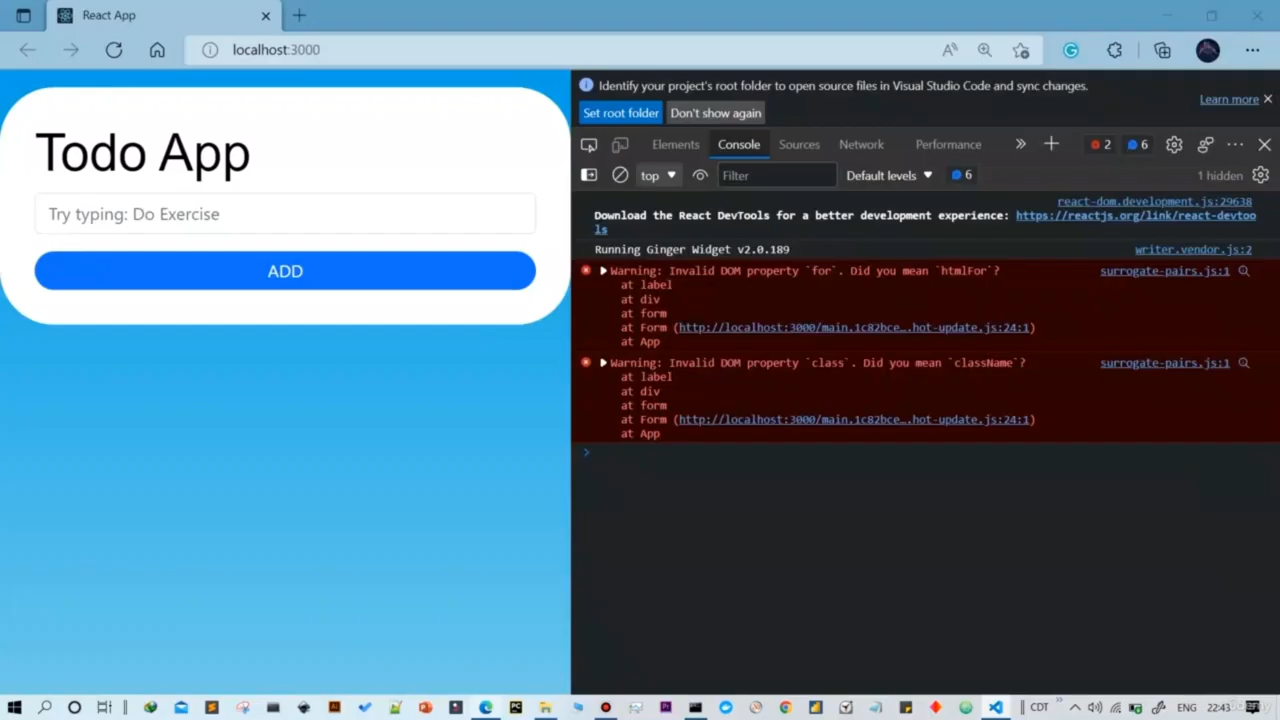 React App
localhost:3000
Identify your project's root folder to open source files in Visual Studio Code and sync changes.
Learn more
Set root folder
Don't show again
Elements
Console
Sources
Network
Performance
2
6
top
Filter
Default levels
6
1 hidden
Todo App
Try typing: Do Exercise
ADD
react-dom.development.js:29638
Download the React DevTools for a better development experience: https://reactjs.org/link/react-devtoo
ls
Running Ginger Widget v2.0.189
writer.vendor.js:2
Warning: Invalid DOM property `for`. Did you mean `htmlFor`?
surrogate-pairs.js:1
at label
at div
at form
at Form (http://localhost:3000/main.1c82bce….hot-update.js:24:1)
at App
Warning: Invalid DOM property `class`. Did you mean `className`?
surrogate-pairs.js:1
at label
at div
at form
at Form (http://localhost:3000/main.1c82bce….hot-update.js:24:1)
at App
CDT
ENG
22:43